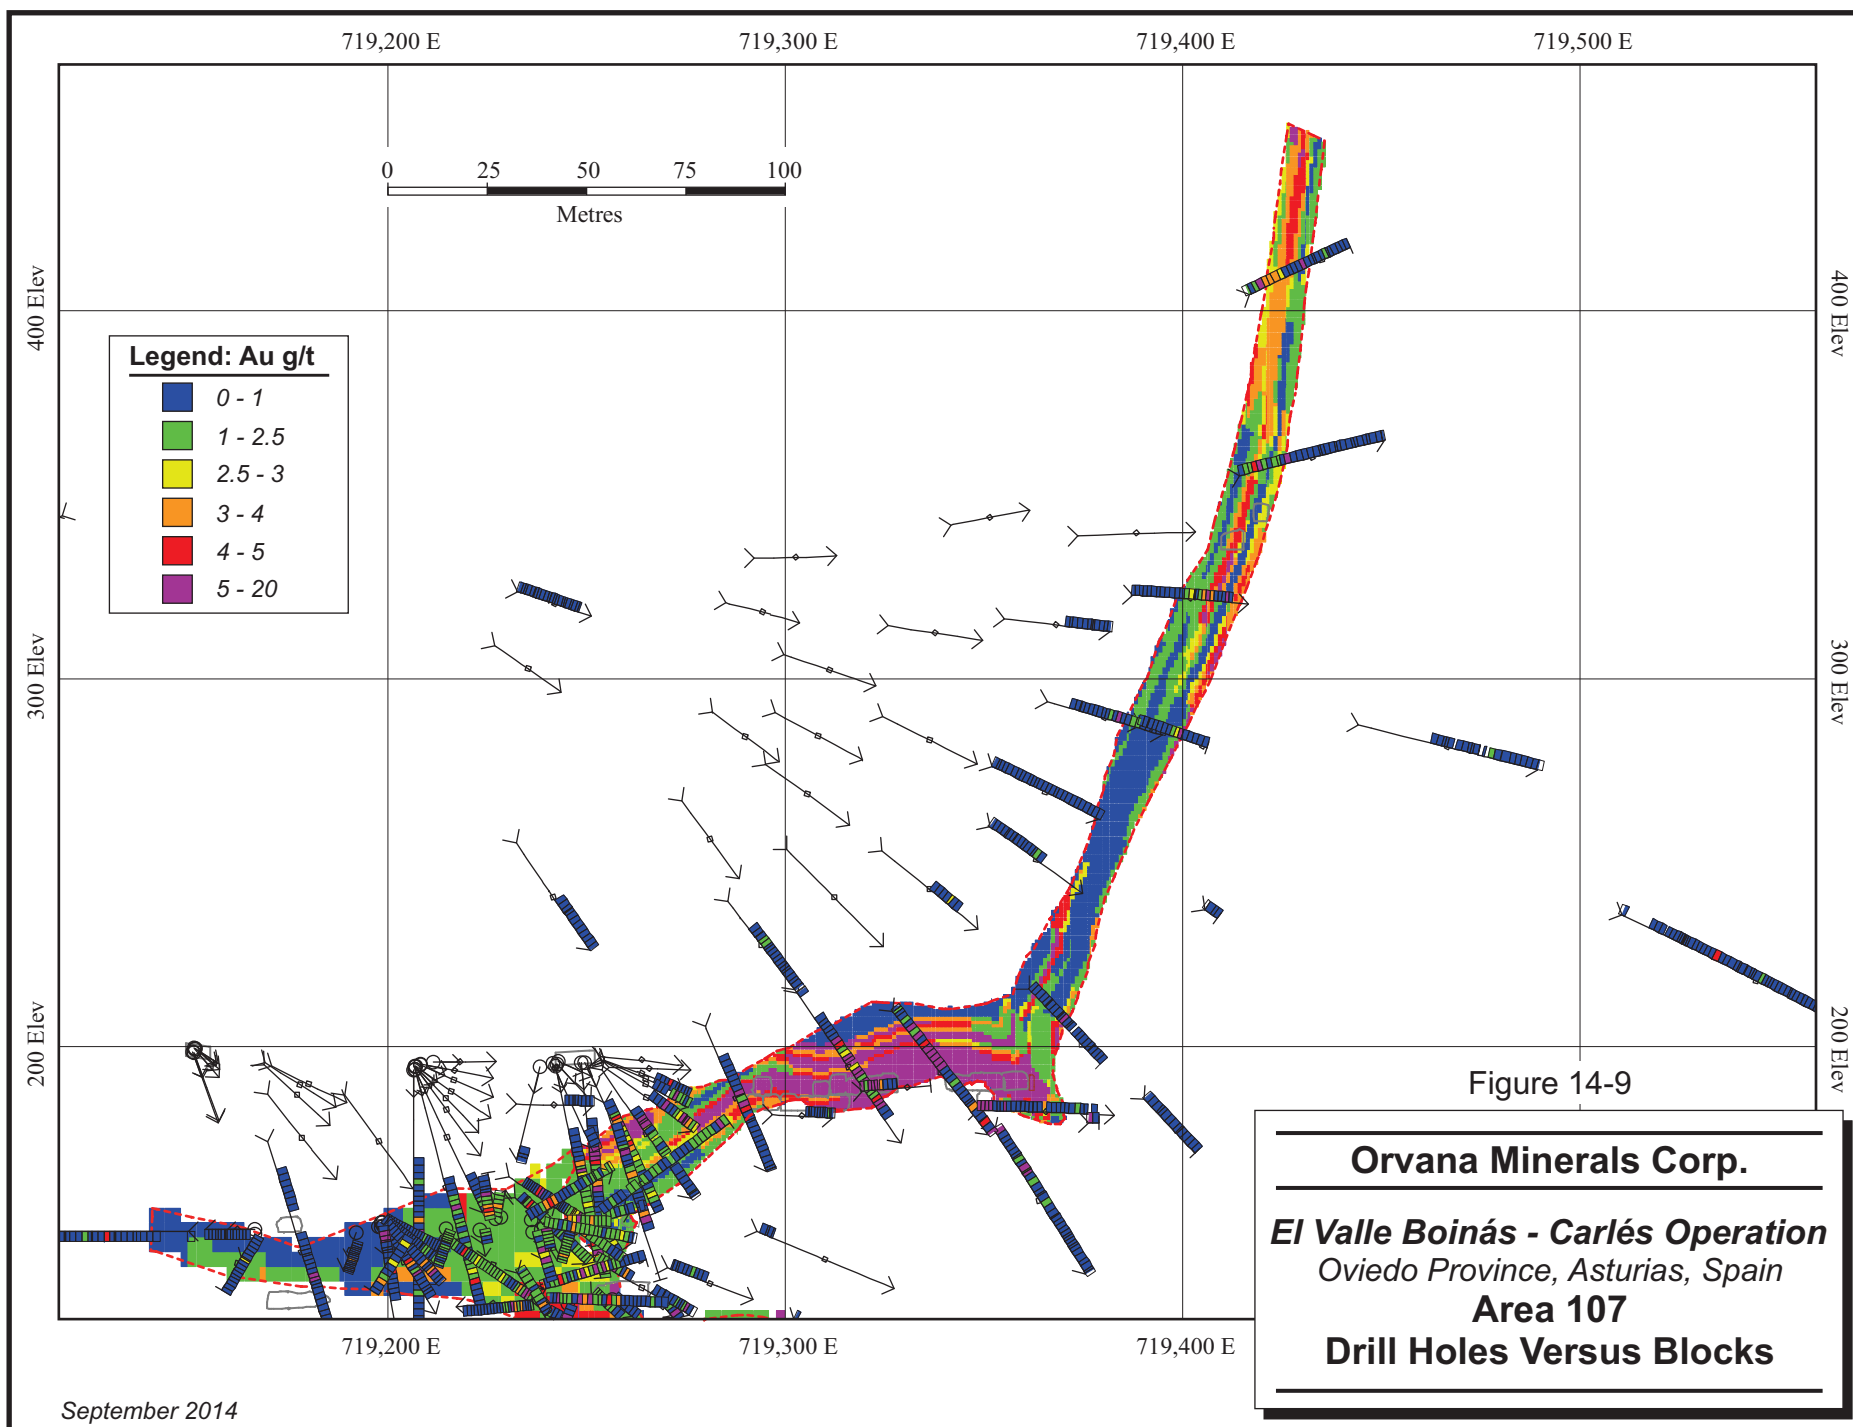 719,200 E
719,300 E
719,400 E
719,500 E
0
25
50
75
100
Metres
400 Elev
400 Elev
Legend: Au g/t
0 - 1
1 - 2.5
2.5 - 3
3 - 4
4 - 5
5 - 20
300 Elev
300 Elev
200 Elev
200 Elev
Figure 14-9
Orvana Minerals Corp.
El Valle Boinás - Carlés Operation
Oviedo Province, Asturias, Spain
Area 107
Drill Holes Versus Blocks
719,200 E
719,300 E
719,400 E
September 2014